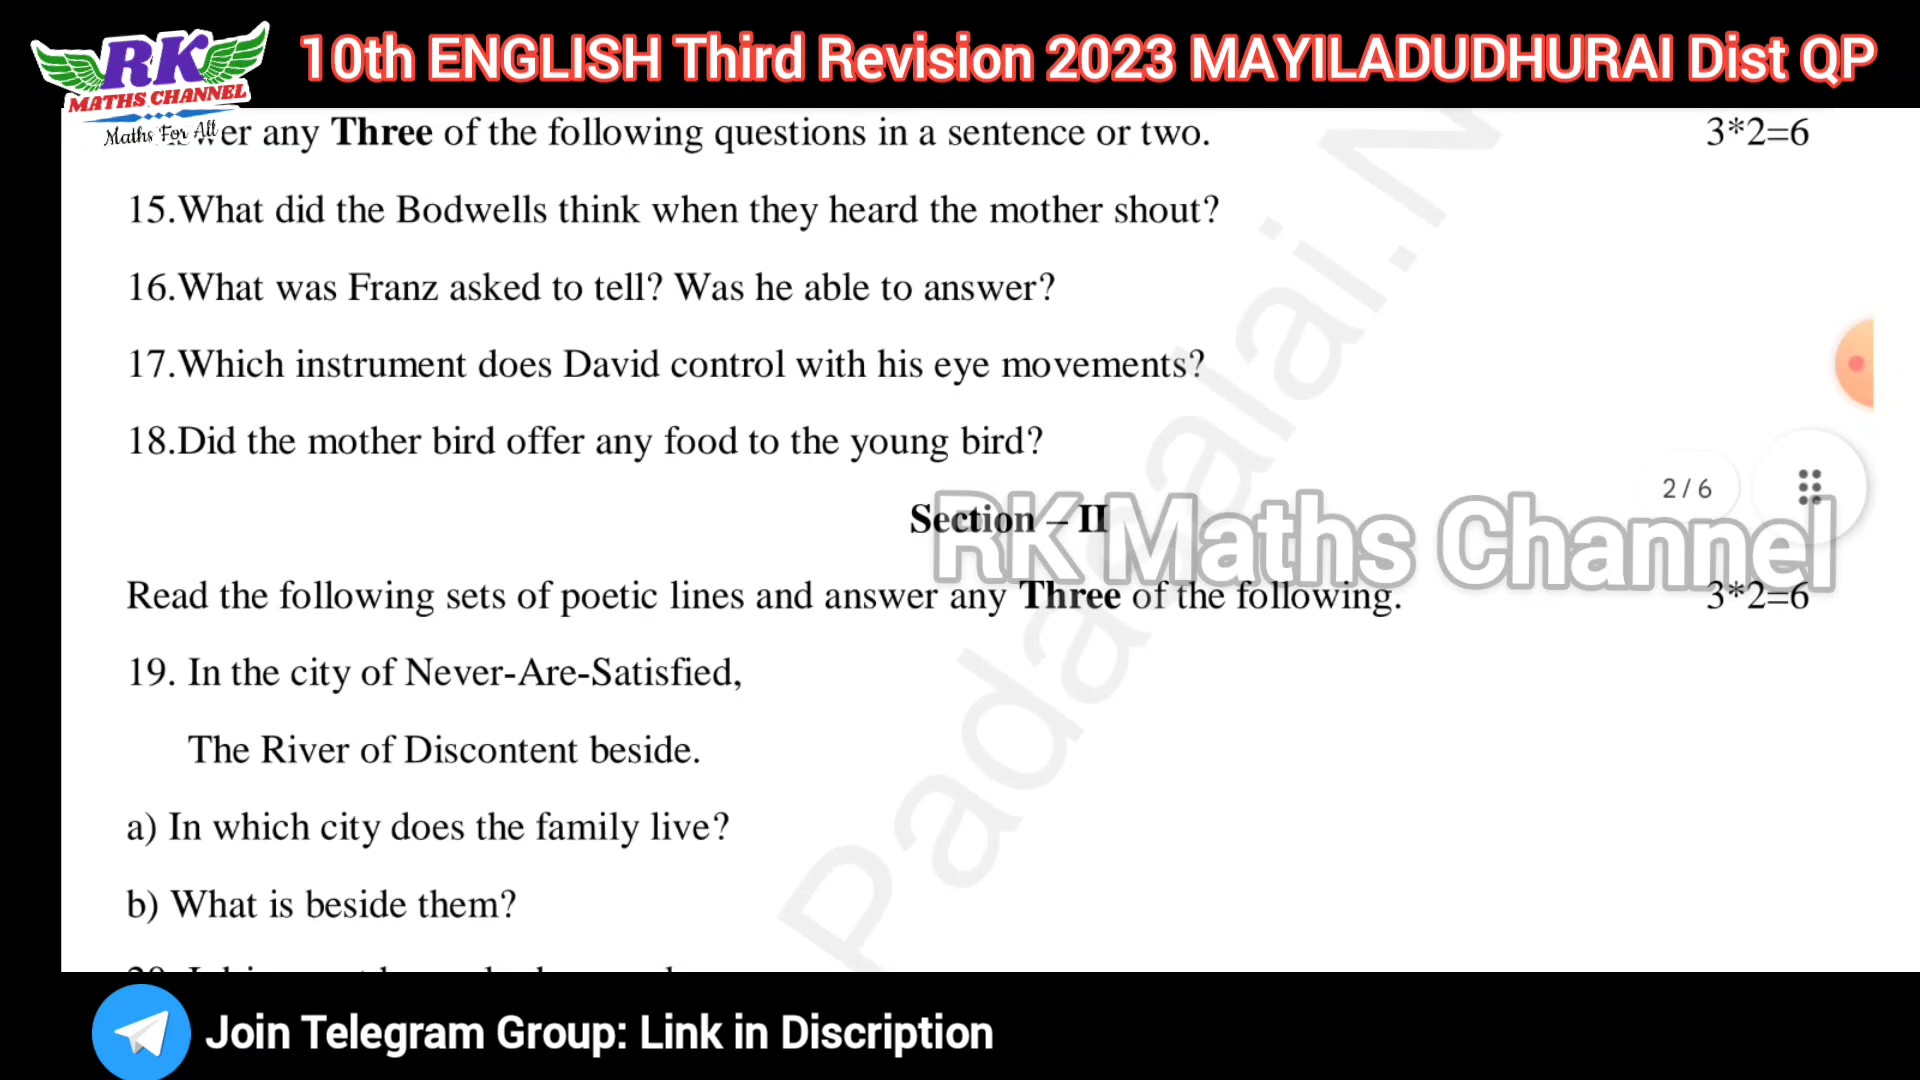 RK
MATHS CHANNEL
Maths For All
10th ENGLISH Third Revision 2023 MAYILADUDHURAI Dist QP
any Three of the following questions in a sentence or two. 3*2=6
15.What did the Bodwells think when they heard the mother shout?
16.What was Franz asked to tell? Was he able to answer?
17.Which instrument does David control with his eye movements?
18.Did the mother bird offer any food to the young bird?
2 / 6
Section – II
RK Maths Channel
Read the following sets of poetic lines and answer any Three of the following. 3*2=6
19. In the city of Never-Are-Satisfied,
The River of Discontent beside.
a) In which city does the family live?
b) What is beside them?
Join Telegram Group: Link in Discription